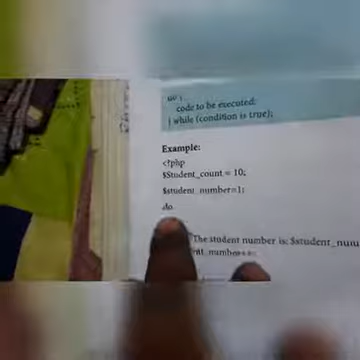 code to be executed;
} while (condition is true);
Example:
<?php
$Student_count = 10;
$student_number=1;
do
"The student number is: $student_num